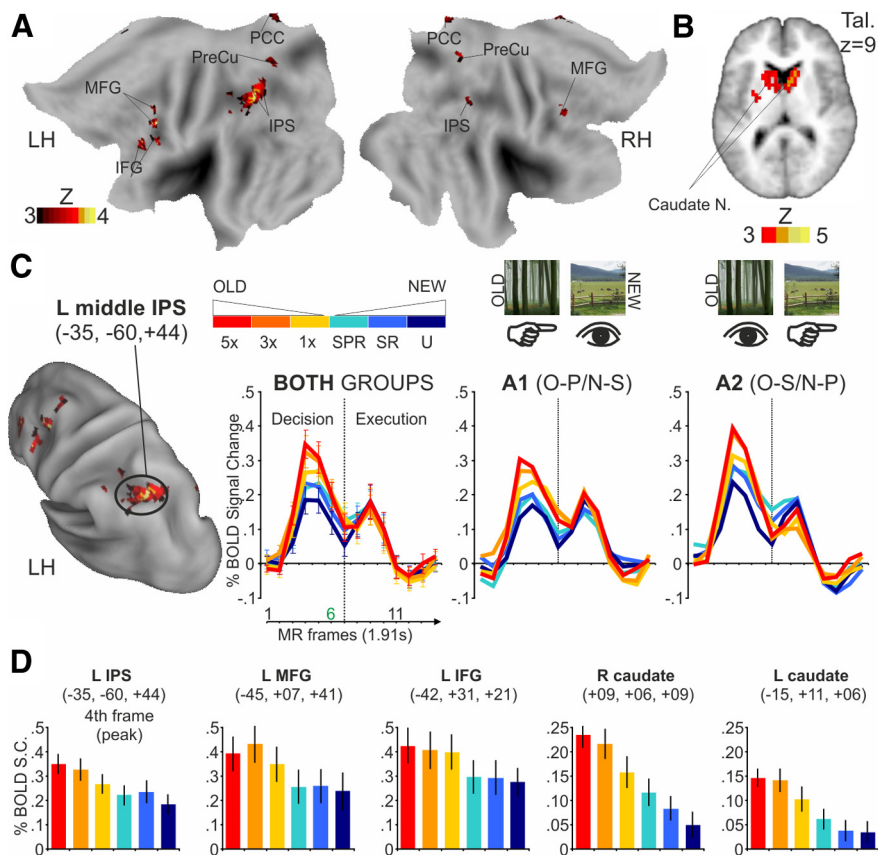 A
PCC
PreCu
MFG
IPS
IFG
LH
Z
3 4
PCC
PreCu
MFG
IPS
RH
B
Tal.
z=9
Caudate N.
Z
3 5
C
L middle IPS
(-35, -60,+44)
LH
OLD NEW
5x 3x 1x SPR SR U
OLD NEW
OLD NEW
BOTH GROUPS
Decision Execution
% BOLD Signal Change
.5
.4
.3
.2
.1
0
-.1
1 6 11
MR frames (1.91s)
A1 (O-P/N-S)
.5
.4
.3
.2
.1
0
-.1
A2 (O-S/N-P)
.5
.4
.3
.2
.1
0
-.1
D
L IPS
(-35, -60, +44)
4th frame
(peak)
% BOLD S.C.
.5
.4
.3
.2
.1
0
L MFG
(-45, +07, +41)
.5
.4
.3
.2
.1
0
L IFG
(-42, +31, +21)
.5
.4
.3
.2
.1
0
R caudate
(+09, +06, +09)
.25
.20
.15
.10
.05
0
L caudate
(-15, +11, +06)
.25
.20
.15
.10
.05
0